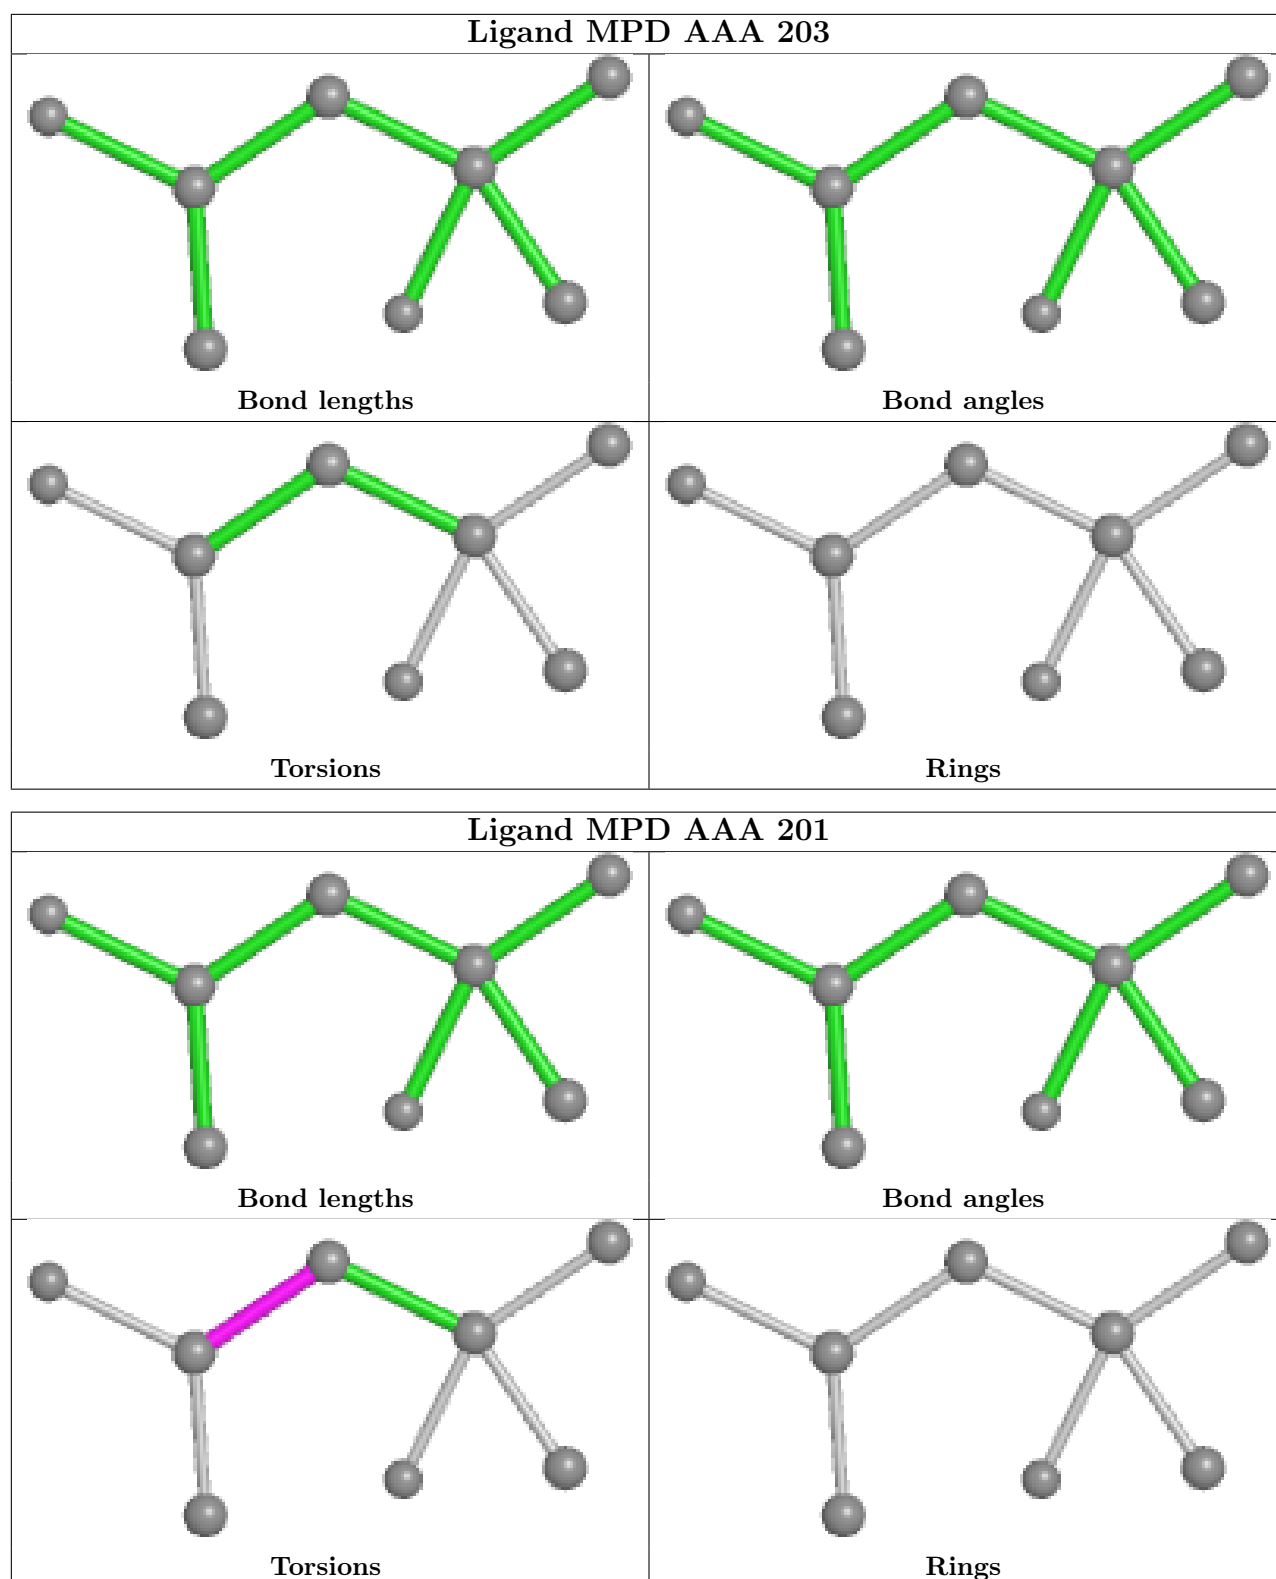 Ligand MPD AAA 203
Bond lengths
Bond angles
Torsions
Rings
Ligand MPD AAA 201
Bond lengths
Bond angles
Torsions
Rings